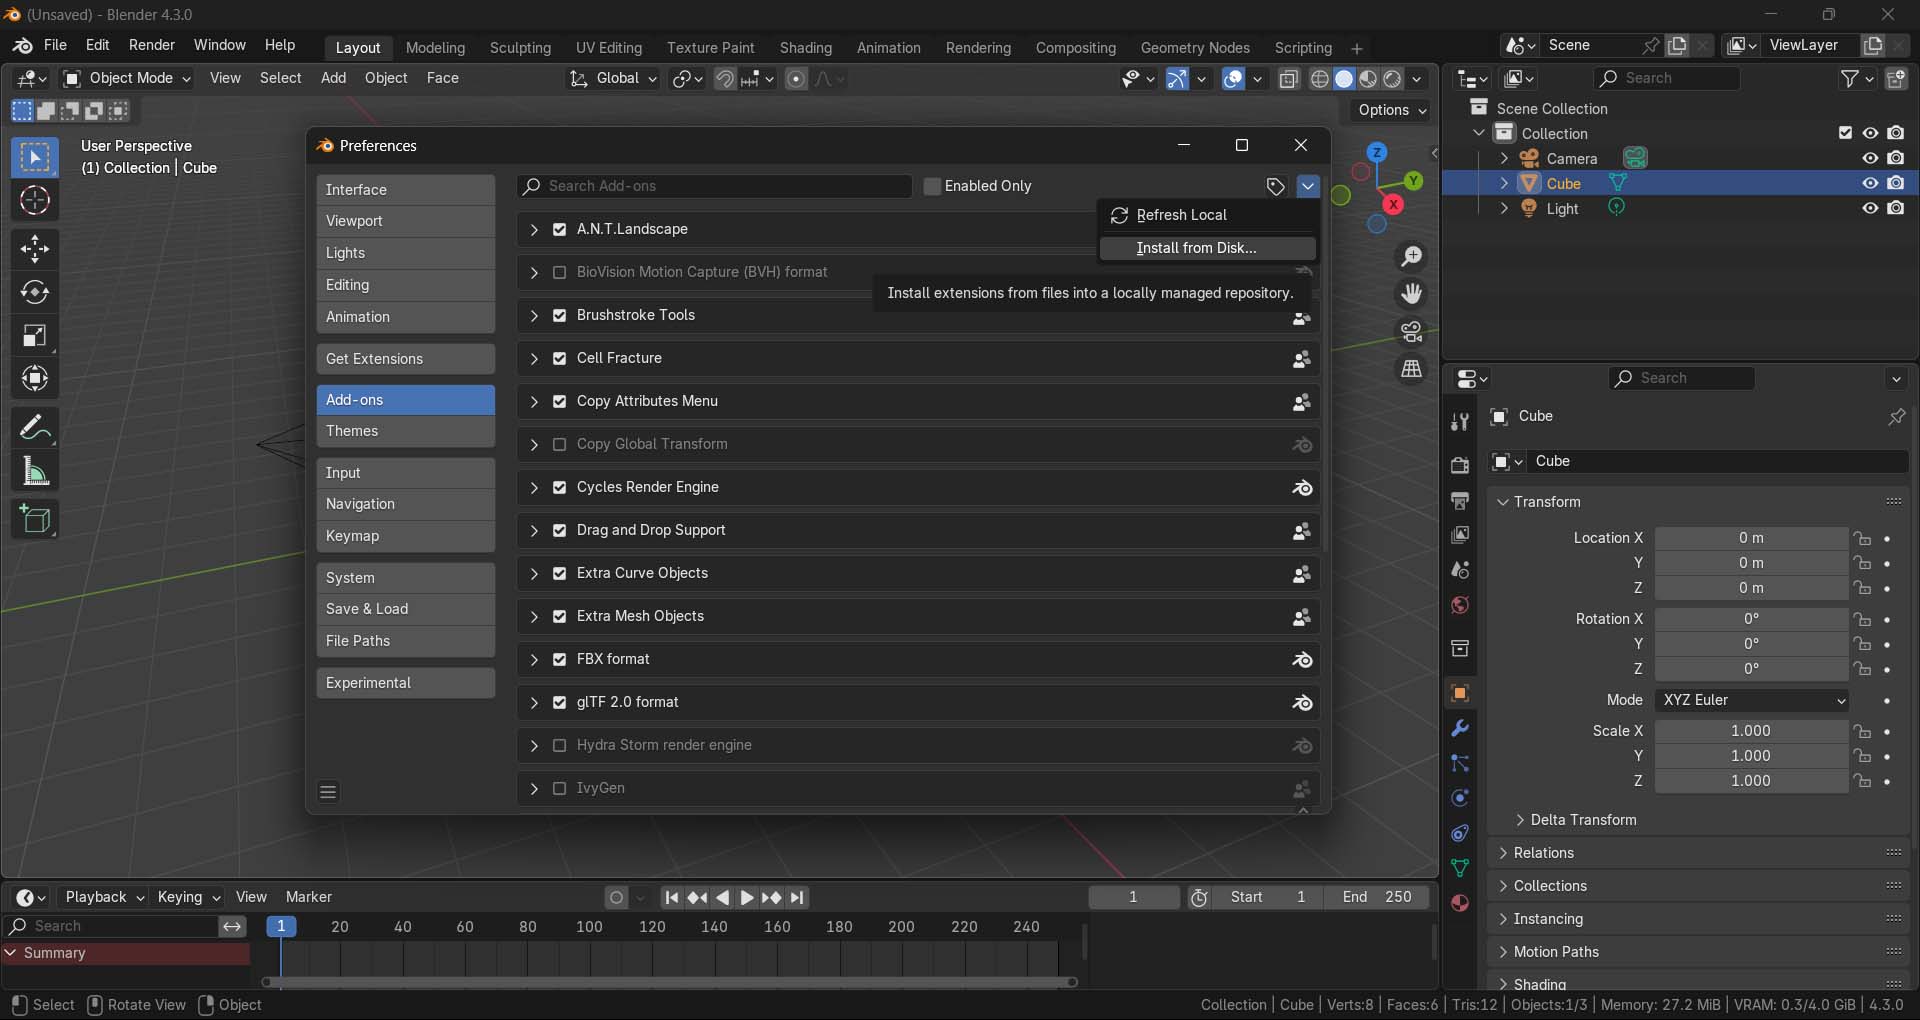 (Unsaved) - Blender 4.3.0
File Edit Render Window Help Layout Modeling Sculpting UV Editing Texture Paint Shading Animation Rendering Compositing Geometry Nodes Scripting + Scene ViewLayer
Object Mode View Select Add Object Face Global Search
Options
User Perspective
(1) Collection | Cube
Z
Y
X
Preferences
Interface
Viewport
Lights
Editing
Animation
Get Extensions
Add-ons
Themes
Input
Navigation
Keymap
System
Save & Load
File Paths
Experimental
Search Add-ons Enabled Only
Refresh Local
Install from Disk...
Install extensions from files into a locally managed repository.
A.N.T.Landscape
BioVision Motion Capture (BVH) format
Brushstroke Tools
Cell Fracture
Copy Attributes Menu
Copy Global Transform
Cycles Render Engine
Drag and Drop Support
Extra Curve Objects
Extra Mesh Objects
FBX format
glTF 2.0 format
Hydra Storm render engine
IvyGen
Scene Collection
Collection
Camera
Cube
Light
Search
Cube
Cube
Transform
Location X 0 m
Y 0 m
Z 0 m
Rotation X 0°
Y 0°
Z 0°
Mode XYZ Euler
Scale X 1.000
Y 1.000
Z 1.000
Delta Transform
Relations
Collections
Instancing
Motion Paths
Shading
Playback Keying View Marker 1 Start 1 End 250
Search 1 20 40 60 80 100 120 140 160 180 200 220 240
Summary
Select Rotate View Object Collection | Cube | Verts:8 | Faces:6 | Tris:12 | Objects:1/3 | Memory: 27.2 MiB | VRAM: 0.3/4.0 GiB | 4.3.0